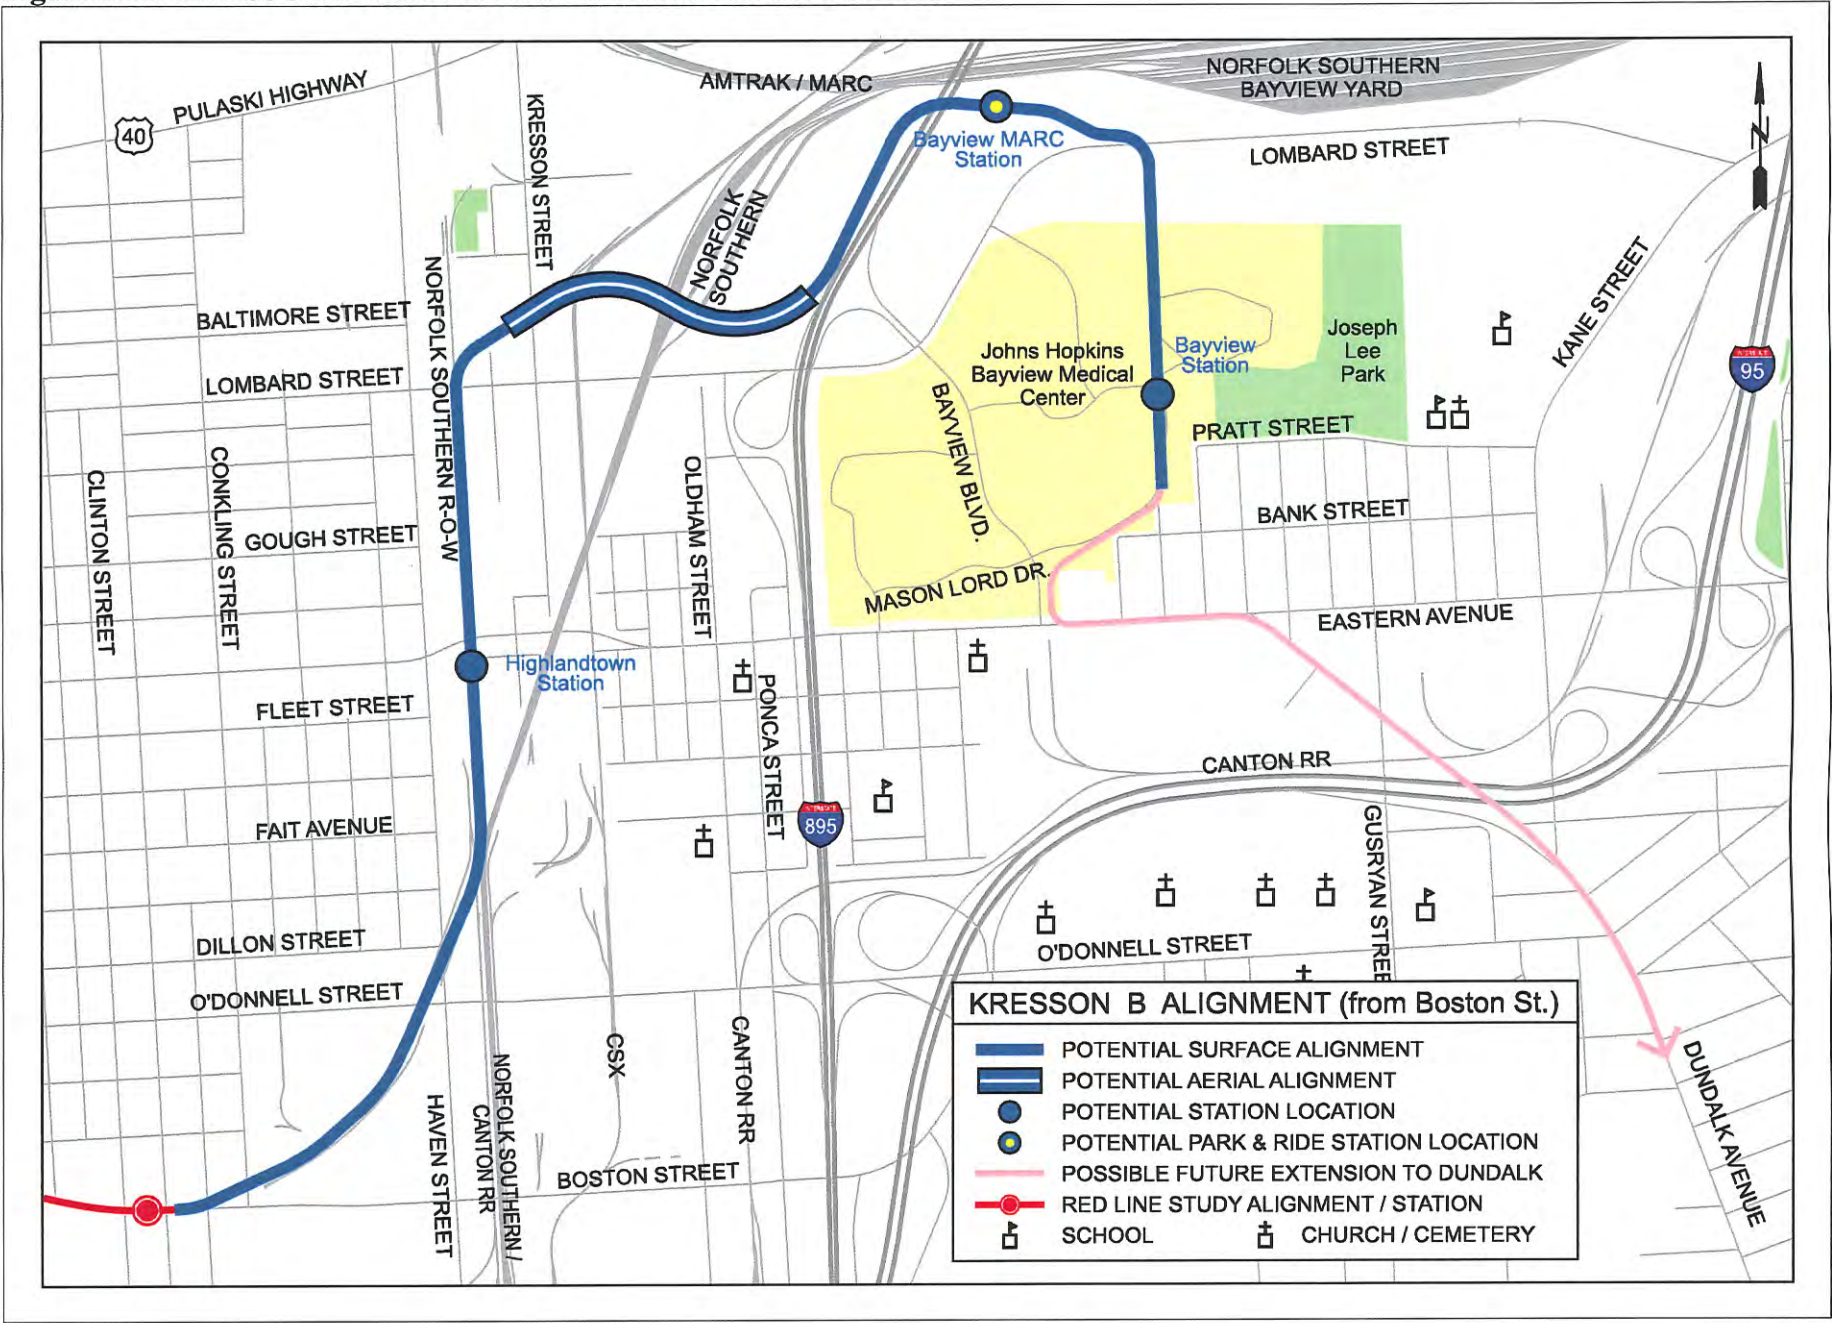 AMTRAK / MARC
NORFOLK SOUTHERN
BAYVIEW YARD
PULASKI HIGHWAY
40
KRESSON STREET
Bayview MARC
Station
LOMBARD STREET
N
NORFOLK
SOUTHERN
KANE STREET
NORFOLK SOUTHERN R-O-W
BALTIMORE STREET
Joseph
Lee
Park
Johns Hopkins
Bayview Medical
Center
Bayview
Station
95
LOMBARD STREET
BAYVIEW BLVD.
PRATT STREET
CLINTON STREET
CONKLING STREET
OLDHAM STREET
GOUGH STREET
BANK STREET
MASON LORD DR.
EASTERN AVENUE
Highlandtown
Station
FLEET STREET
PONCA STREET
CANTON RR
FAIT AVENUE
895
GUSRYAN STREE
DILLON STREET
O'DONNELL STREET
O'DONNELL STREET
HAVEN STREET
NORFOLK SOUTHERN /
CANTON RR
CSX
CANTON RR
BOSTON STREET
DUNDALK AVENUE
KRESSON B ALIGNMENT (from Boston St.)
POTENTIAL SURFACE ALIGNMENT
POTENTIAL AERIAL ALIGNMENT
POTENTIAL STATION LOCATION
POTENTIAL PARK & RIDE STATION LOCATION
POSSIBLE FUTURE EXTENSION TO DUNDALK
RED LINE STUDY ALIGNMENT / STATION
SCHOOL
CHURCH / CEMETERY